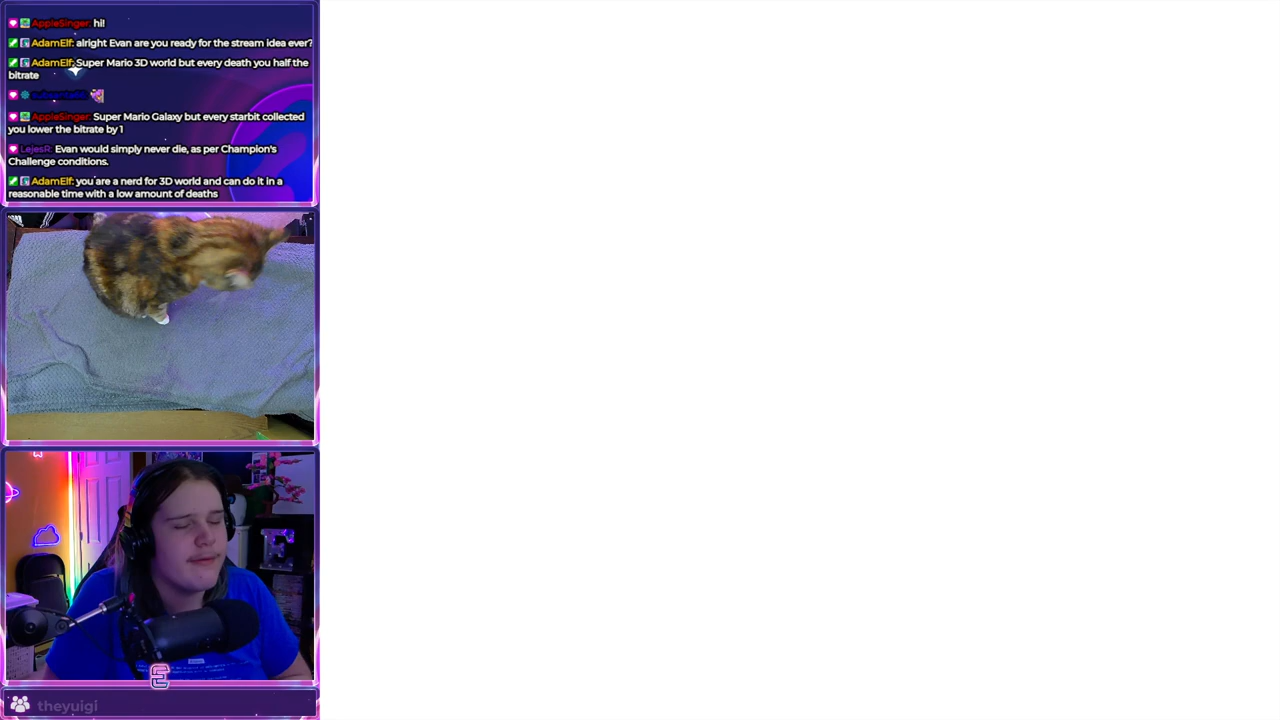 AppleSinger: hi!
AdamElf: alright Evan are you ready for the stream idea ever?
AdamElf: Super Mario 3D world but every death you half the
bitrate
AppleSinger: Super Mario Galaxy but every starbit collected
you lower the bitrate by 1
LejesR: Evan would simply never die, as per Champion's
Challenge conditions.
AdamElf: you are a nerd for 3D world and can do it in a
reasonable time with a low amount of deaths
theyuigi